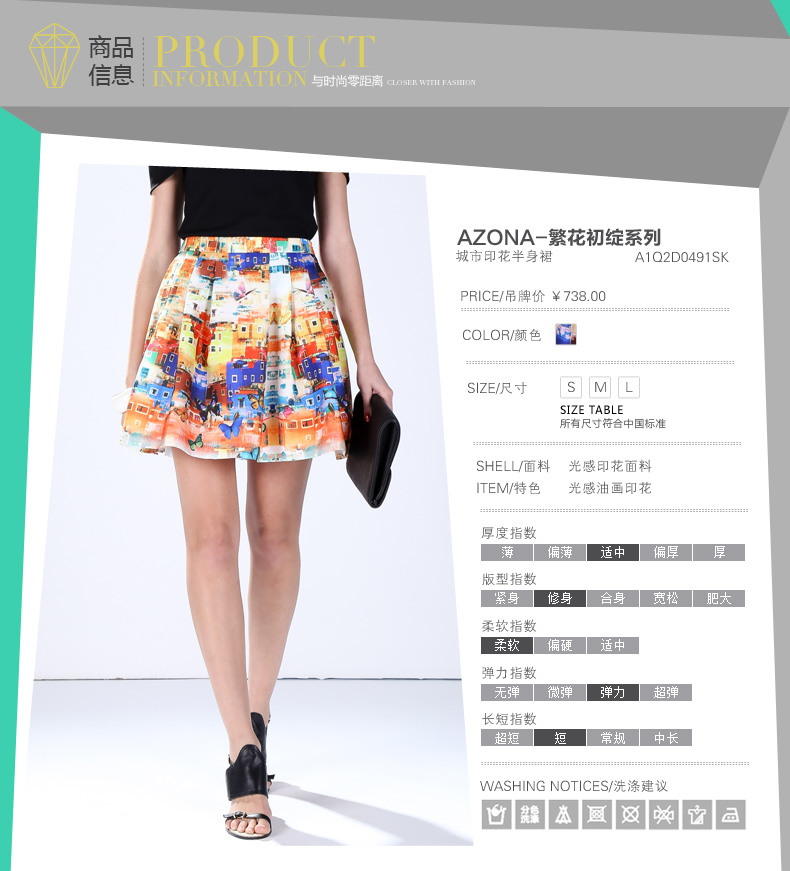 商品
信息
PRODUCT
INFORMATION 与时尚零距离 CLOSER WITH FASHION
AZONA-繁花初绽系列
城市印花半身裙 A1Q2D0491SK
PRICE/吊牌价 ￥738.00
COLOR/颜色
SIZE/尺寸 S M L
SIZE TABLE
所有尺寸符合中国标准
SHELL/面料 光感印花面料
ITEM/特色 光感油画印花
厚度指数
薄 偏薄 适中 偏厚 厚
版型指数
紧身 修身 合身 宽松 肥大
柔软指数
柔软 偏硬 适中
弹力指数
无弹 微弹 弹力 超弹
长短指数
超短 短 常规 中长
WASHING NOTICES/洗涤建议
分色
洗涤